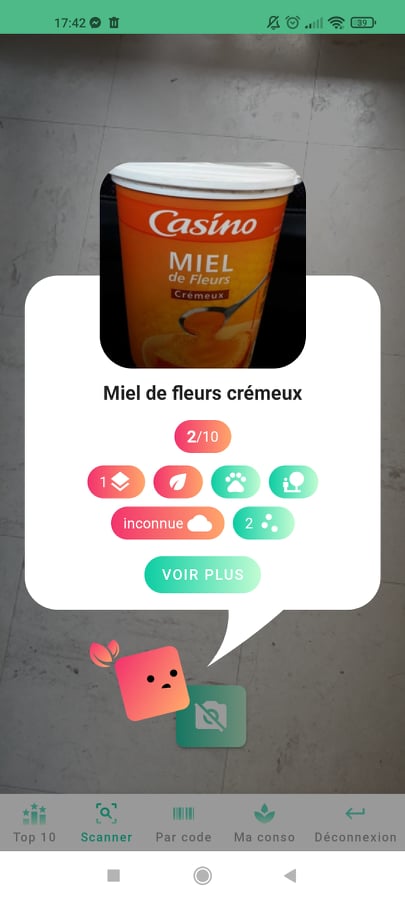 17:42
39
Casino
MIEL
de Fleurs
Crémeux
Miel de fleurs crémeux
2/10
1
inconnue
2
VOIR PLUS
Top 10
Scanner
Par code
Ma conso
Déconnexion